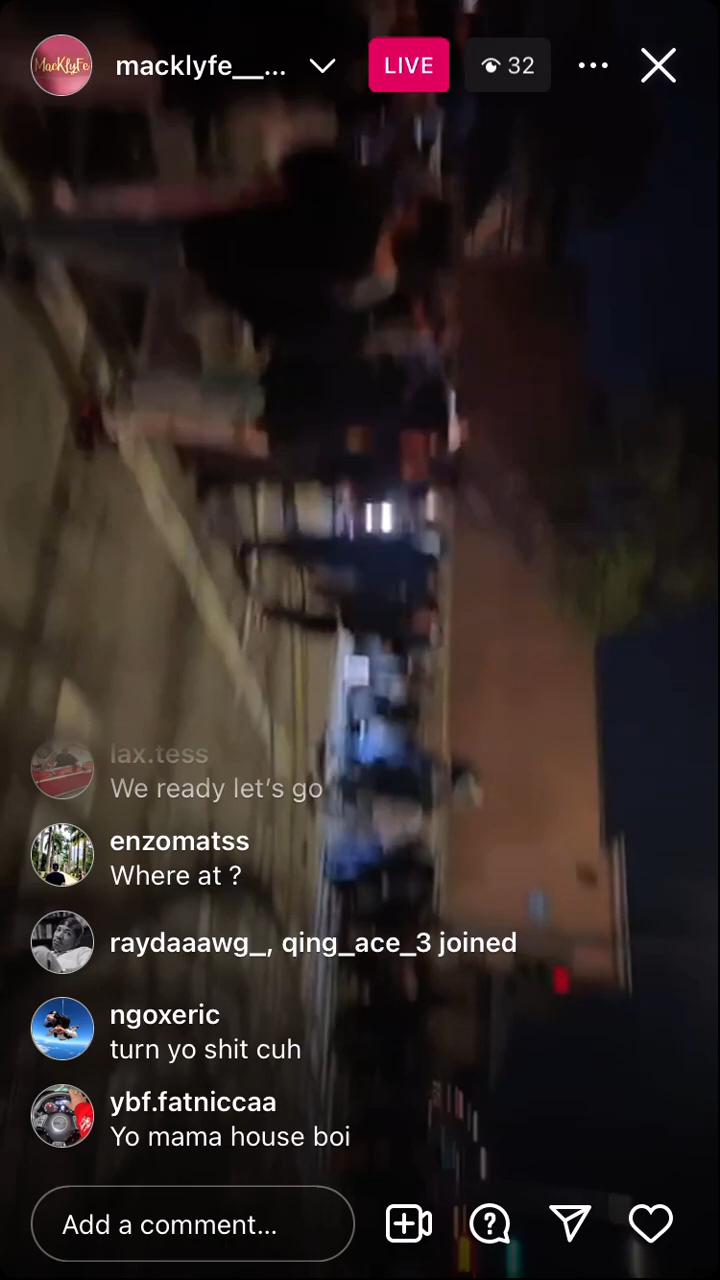 MacKlyFe
macklyfe__...
LIVE
32
lax.tess
We ready let’s go
enzomatss
Where at ?
raydaaawg_, qing_ace_3 joined
ngoxeric
turn yo shit cuh
ybf.fatniccaa
Yo mama house boi
Add a comment...